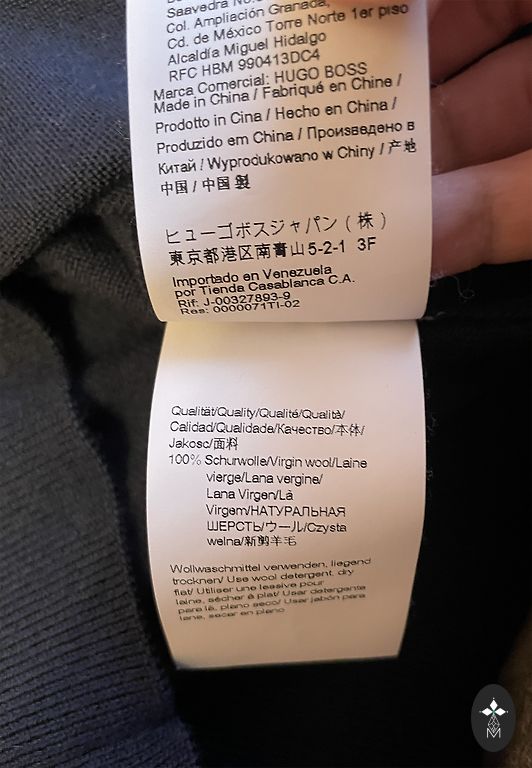 Saavedra No.
Col. Ampliación Granada,
Cd. de México Torre Norte 1er piso
Alcaldía Miguel Hidalgo
RFC HBM 990413DC4
Marca Comercial: HUGO BOSS
Made in China / Fabriqué en Chine /
Prodotto in Cina / Hecho en China /
Produzido em China / Произведено в
Китай / Wyprodukowano w Chiny / 产地
中国 / 中国 製
ヒューゴボスジャパン ( 株 )
東京都港区南青山5-2-1 3F
Importado en Venezuela
por Tienda Casablanca C.A.
Rif: J-00327893-9
Res: 0000071TI-02
Qualität/Quality/Qualité/Qualità/
Calidad/Qualidade/Качество/本体/
Jakosc/面料
100% Schurwolle/Virgin wool/Laine
vierge/Lana vergine/
Lana Virgen/Lã
Virgem/НАТУРАЛЬНАЯ
ШЕРСТЬ/ウール/Czysta
welna/新剪羊毛
Wollwaschmittel verwenden, liegend
trocknen/ Use wool detergent, dry
flat/ Utiliser une lessive pour
laine, sécher à plat/ Usar detergente
para lã, plano seco/ Usar jabón para
lane, secar en plano
M